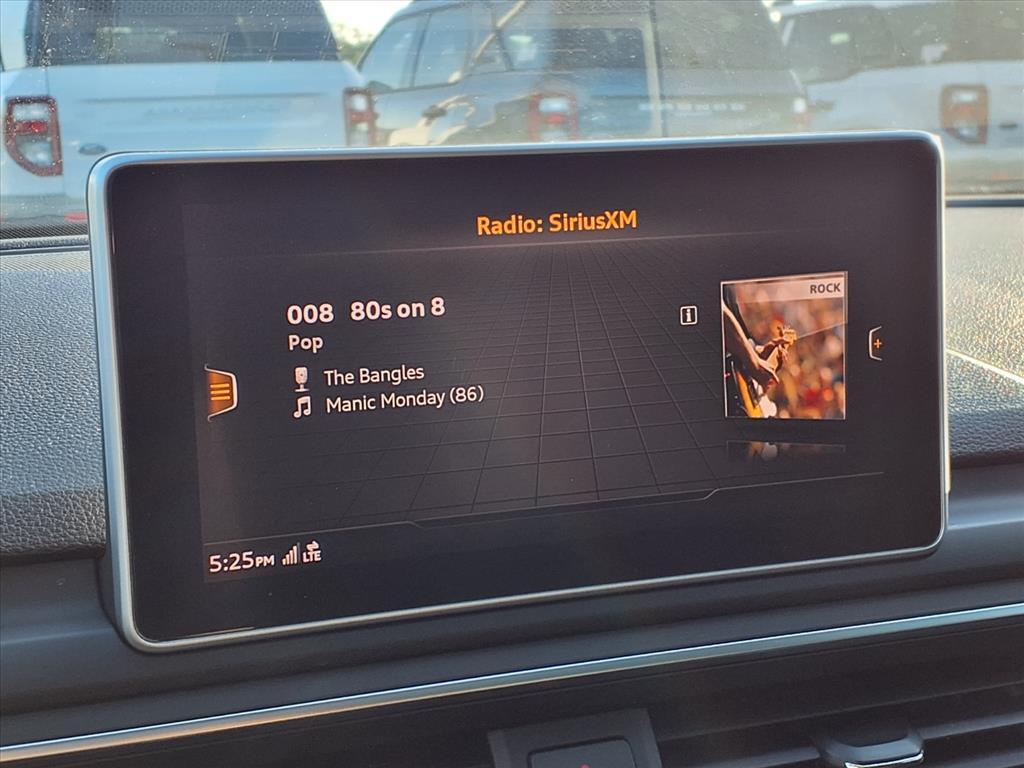 Radio: SiriusXM
ROCK
008 80s on 8
Pop
The Bangles
Manic Monday (86)
5:25PM LTE